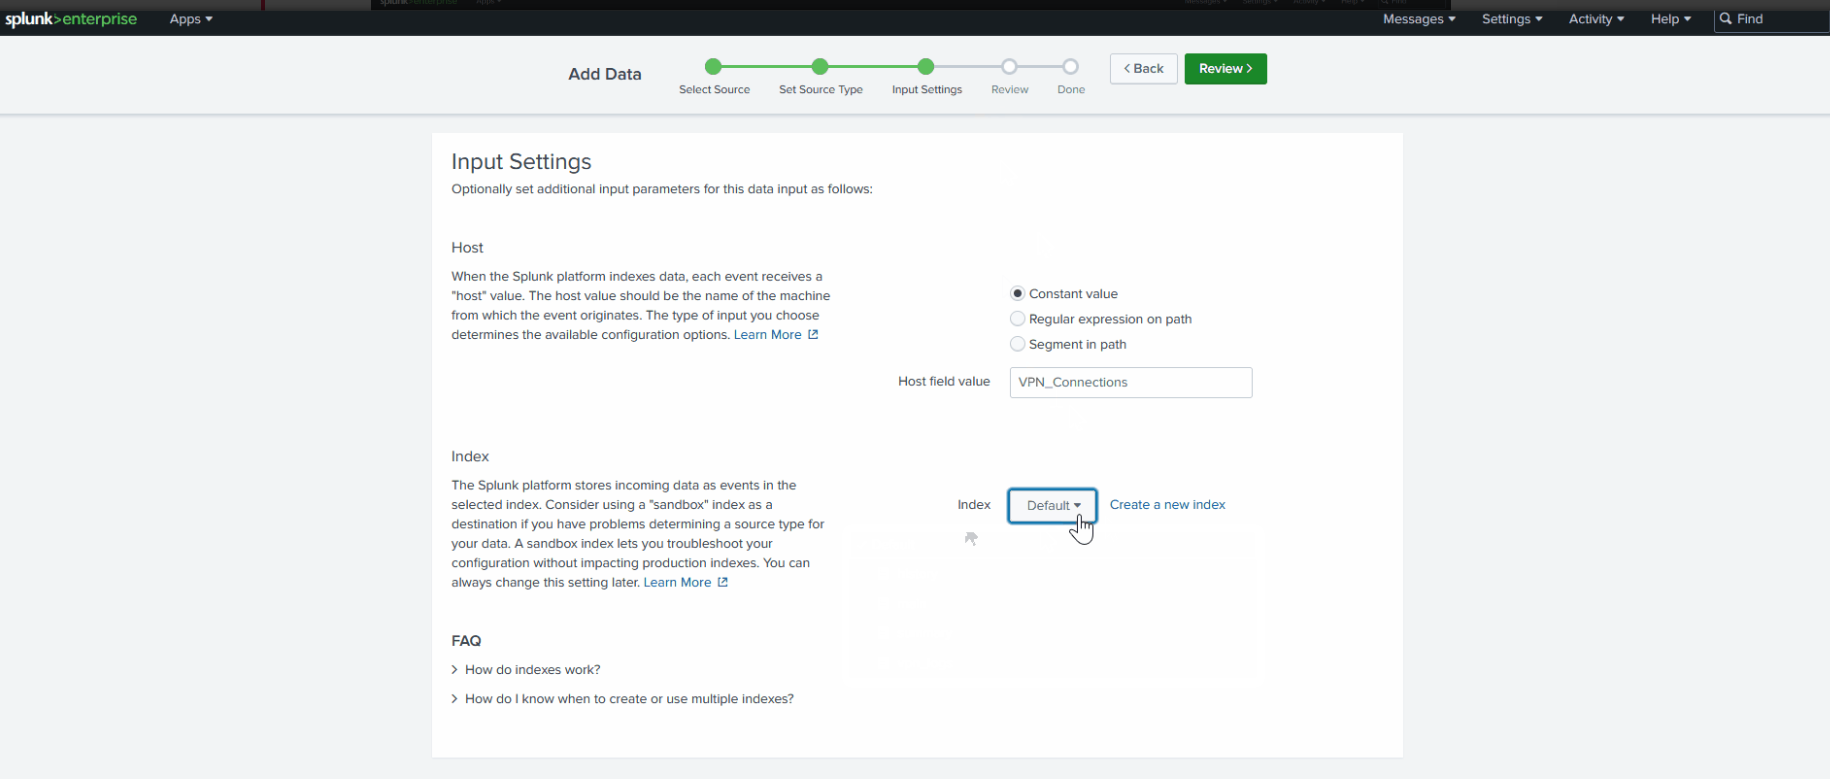 splunk>enterprise Apps Messages Settings Activity Help Find
Add Data
Select Source Set Source Type Input Settings Review Done
< Back Review >
Input Settings
Optionally set additional input parameters for this data input as follows:
Host
When the Splunk platform indexes data, each event receives a
"host" value. The host value should be the name of the machine
from which the event originates. The type of input you choose
determines the available configuration options. Learn More
Constant value
Regular expression on path
Segment in path
Host field value VPN_Connections
Index
The Splunk platform stores incoming data as events in the
selected index. Consider using a "sandbox" index as a
destination if you have problems determining a source type for
your data. A sandbox index lets you troubleshoot your
configuration without impacting production indexes. You can
always change this setting later. Learn More
Index Default Create a new index
FAQ
> How do indexes work?
> How do I know when to create or use multiple indexes?